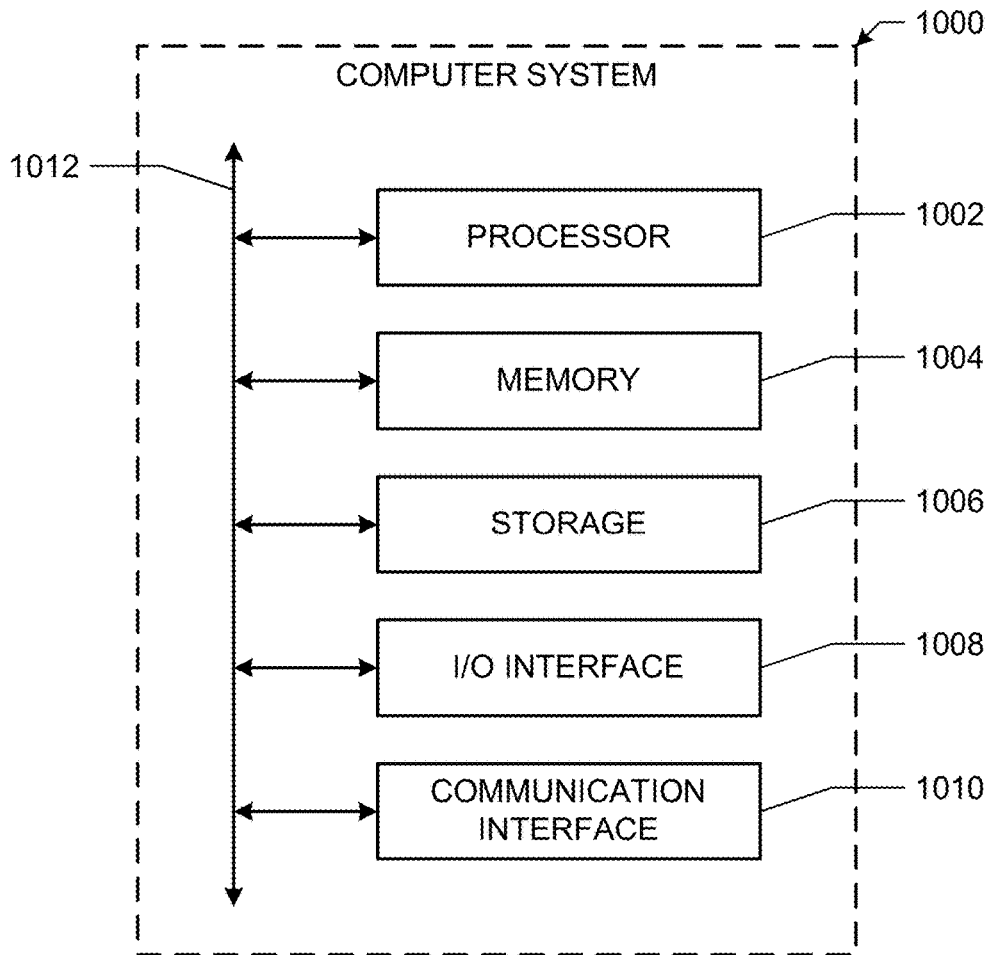 1000
COMPUTER SYSTEM
1012
PROCESSOR
1002
MEMORY
1004
STORAGE
1006
I/O INTERFACE
1008
COMMUNICATION
INTERFACE
1010